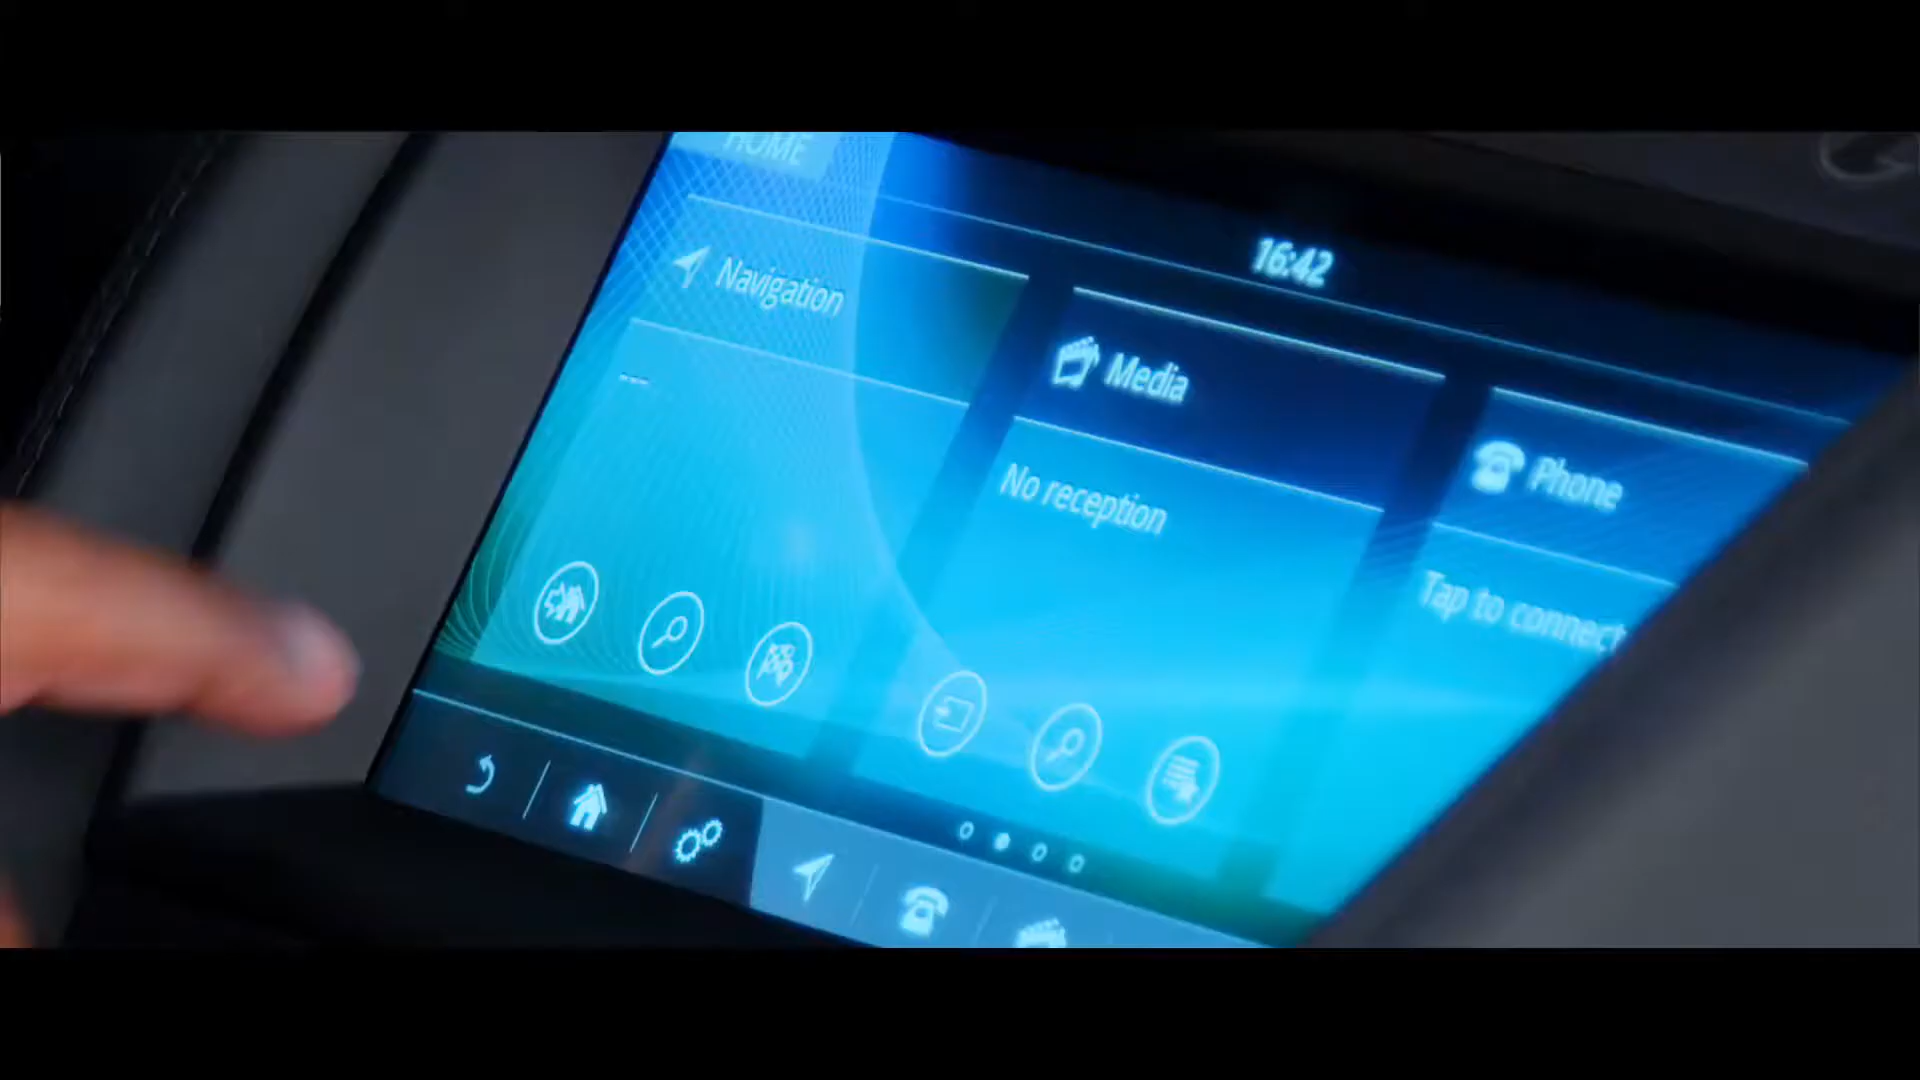 HOME
16:42
Navigation
---
Media
No reception
Phone
Tap to connect